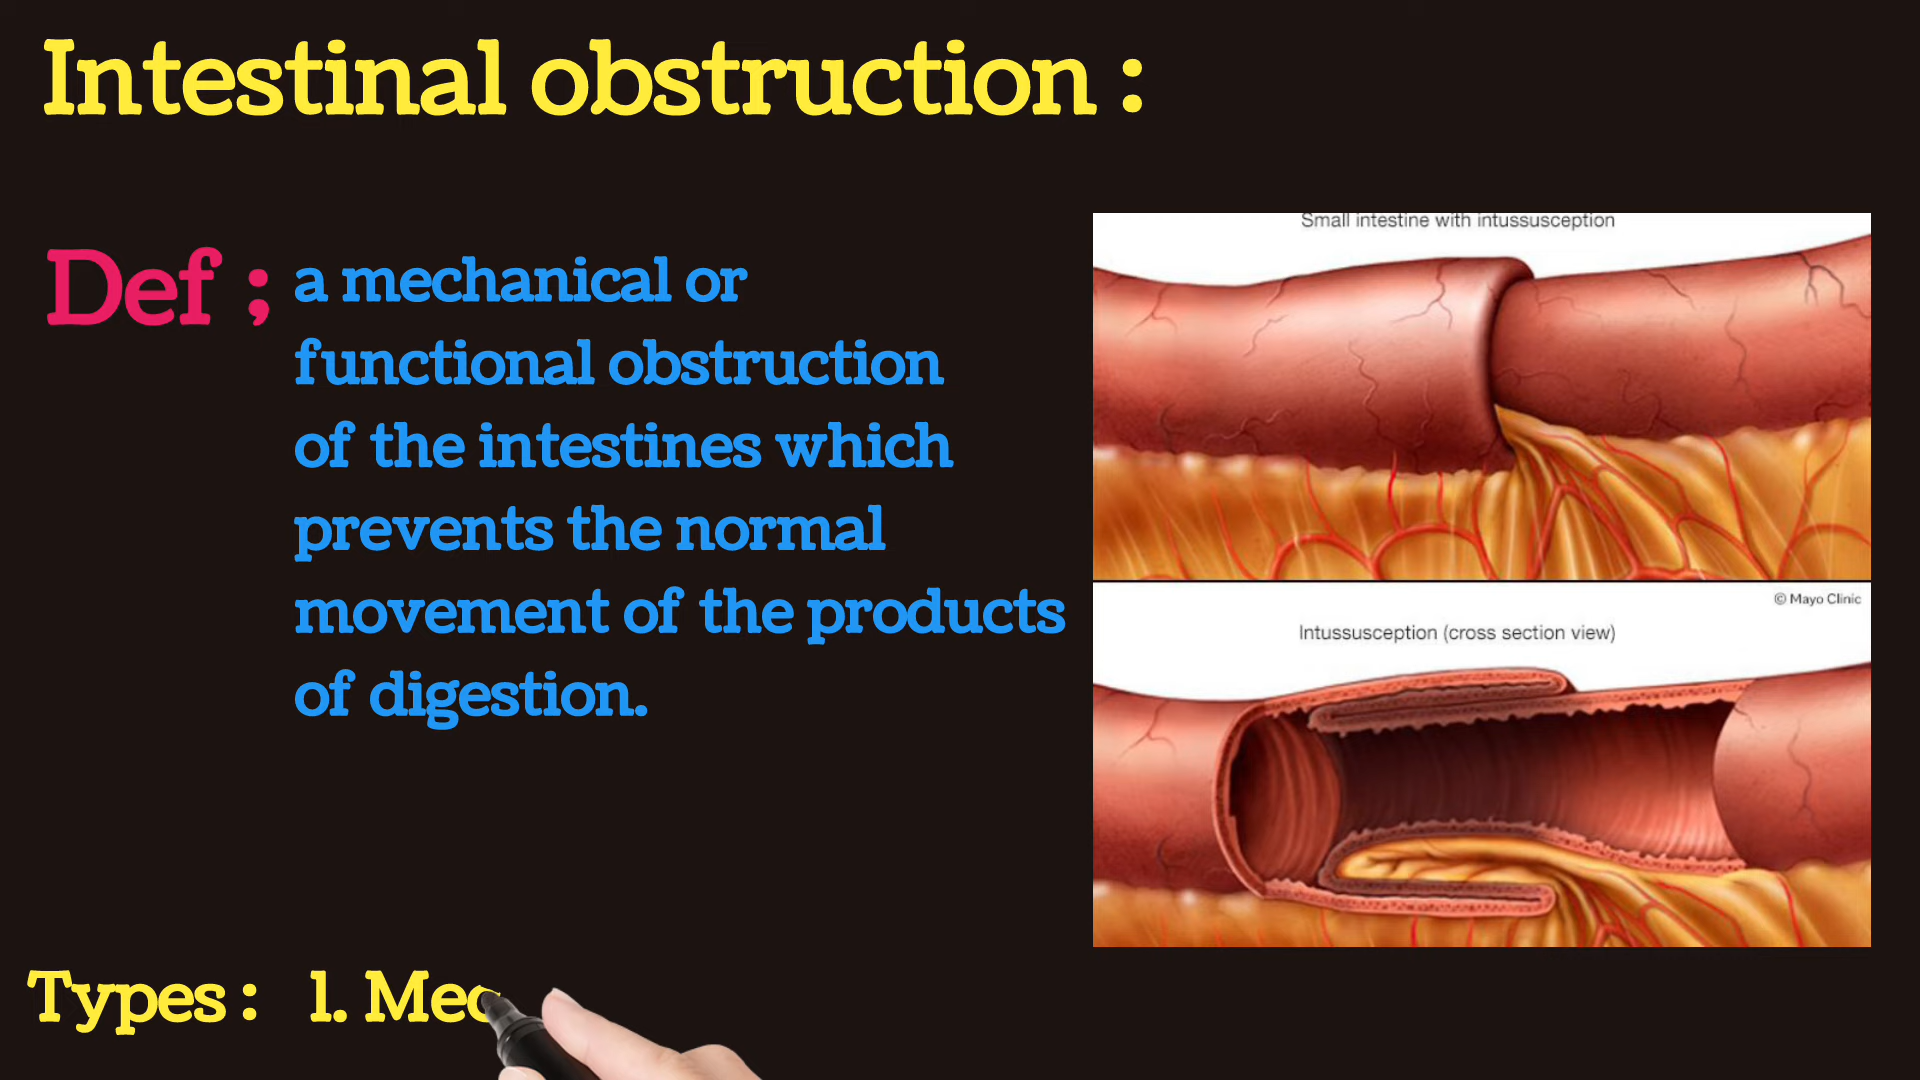 Intestinal obstruction :
Def ; a mechanical or
functional obstruction
of the intestines which
prevents the normal
movement of the products
of digestion.
Small intestine with intussusception
© Mayo Clinic
Intussusception (cross section view)
Types : 1. Mec